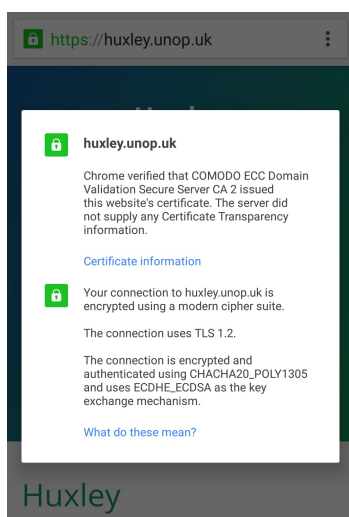 https://huxley.unop.uk
huxley.unop.uk
Chrome verified that COMODO ECC Domain
Validation Secure Server CA 2 issued
this website's certificate. The server did
not supply any Certificate Transparency
information.
Certificate information
Your connection to huxley.unop.uk is
encrypted using a modern cipher suite.
The connection uses TLS 1.2.
The connection is encrypted and
authenticated using CHACHA20_POLY1305
and uses ECDHE_ECDSA as the key
exchange mechanism.
What do these mean?
Huxley